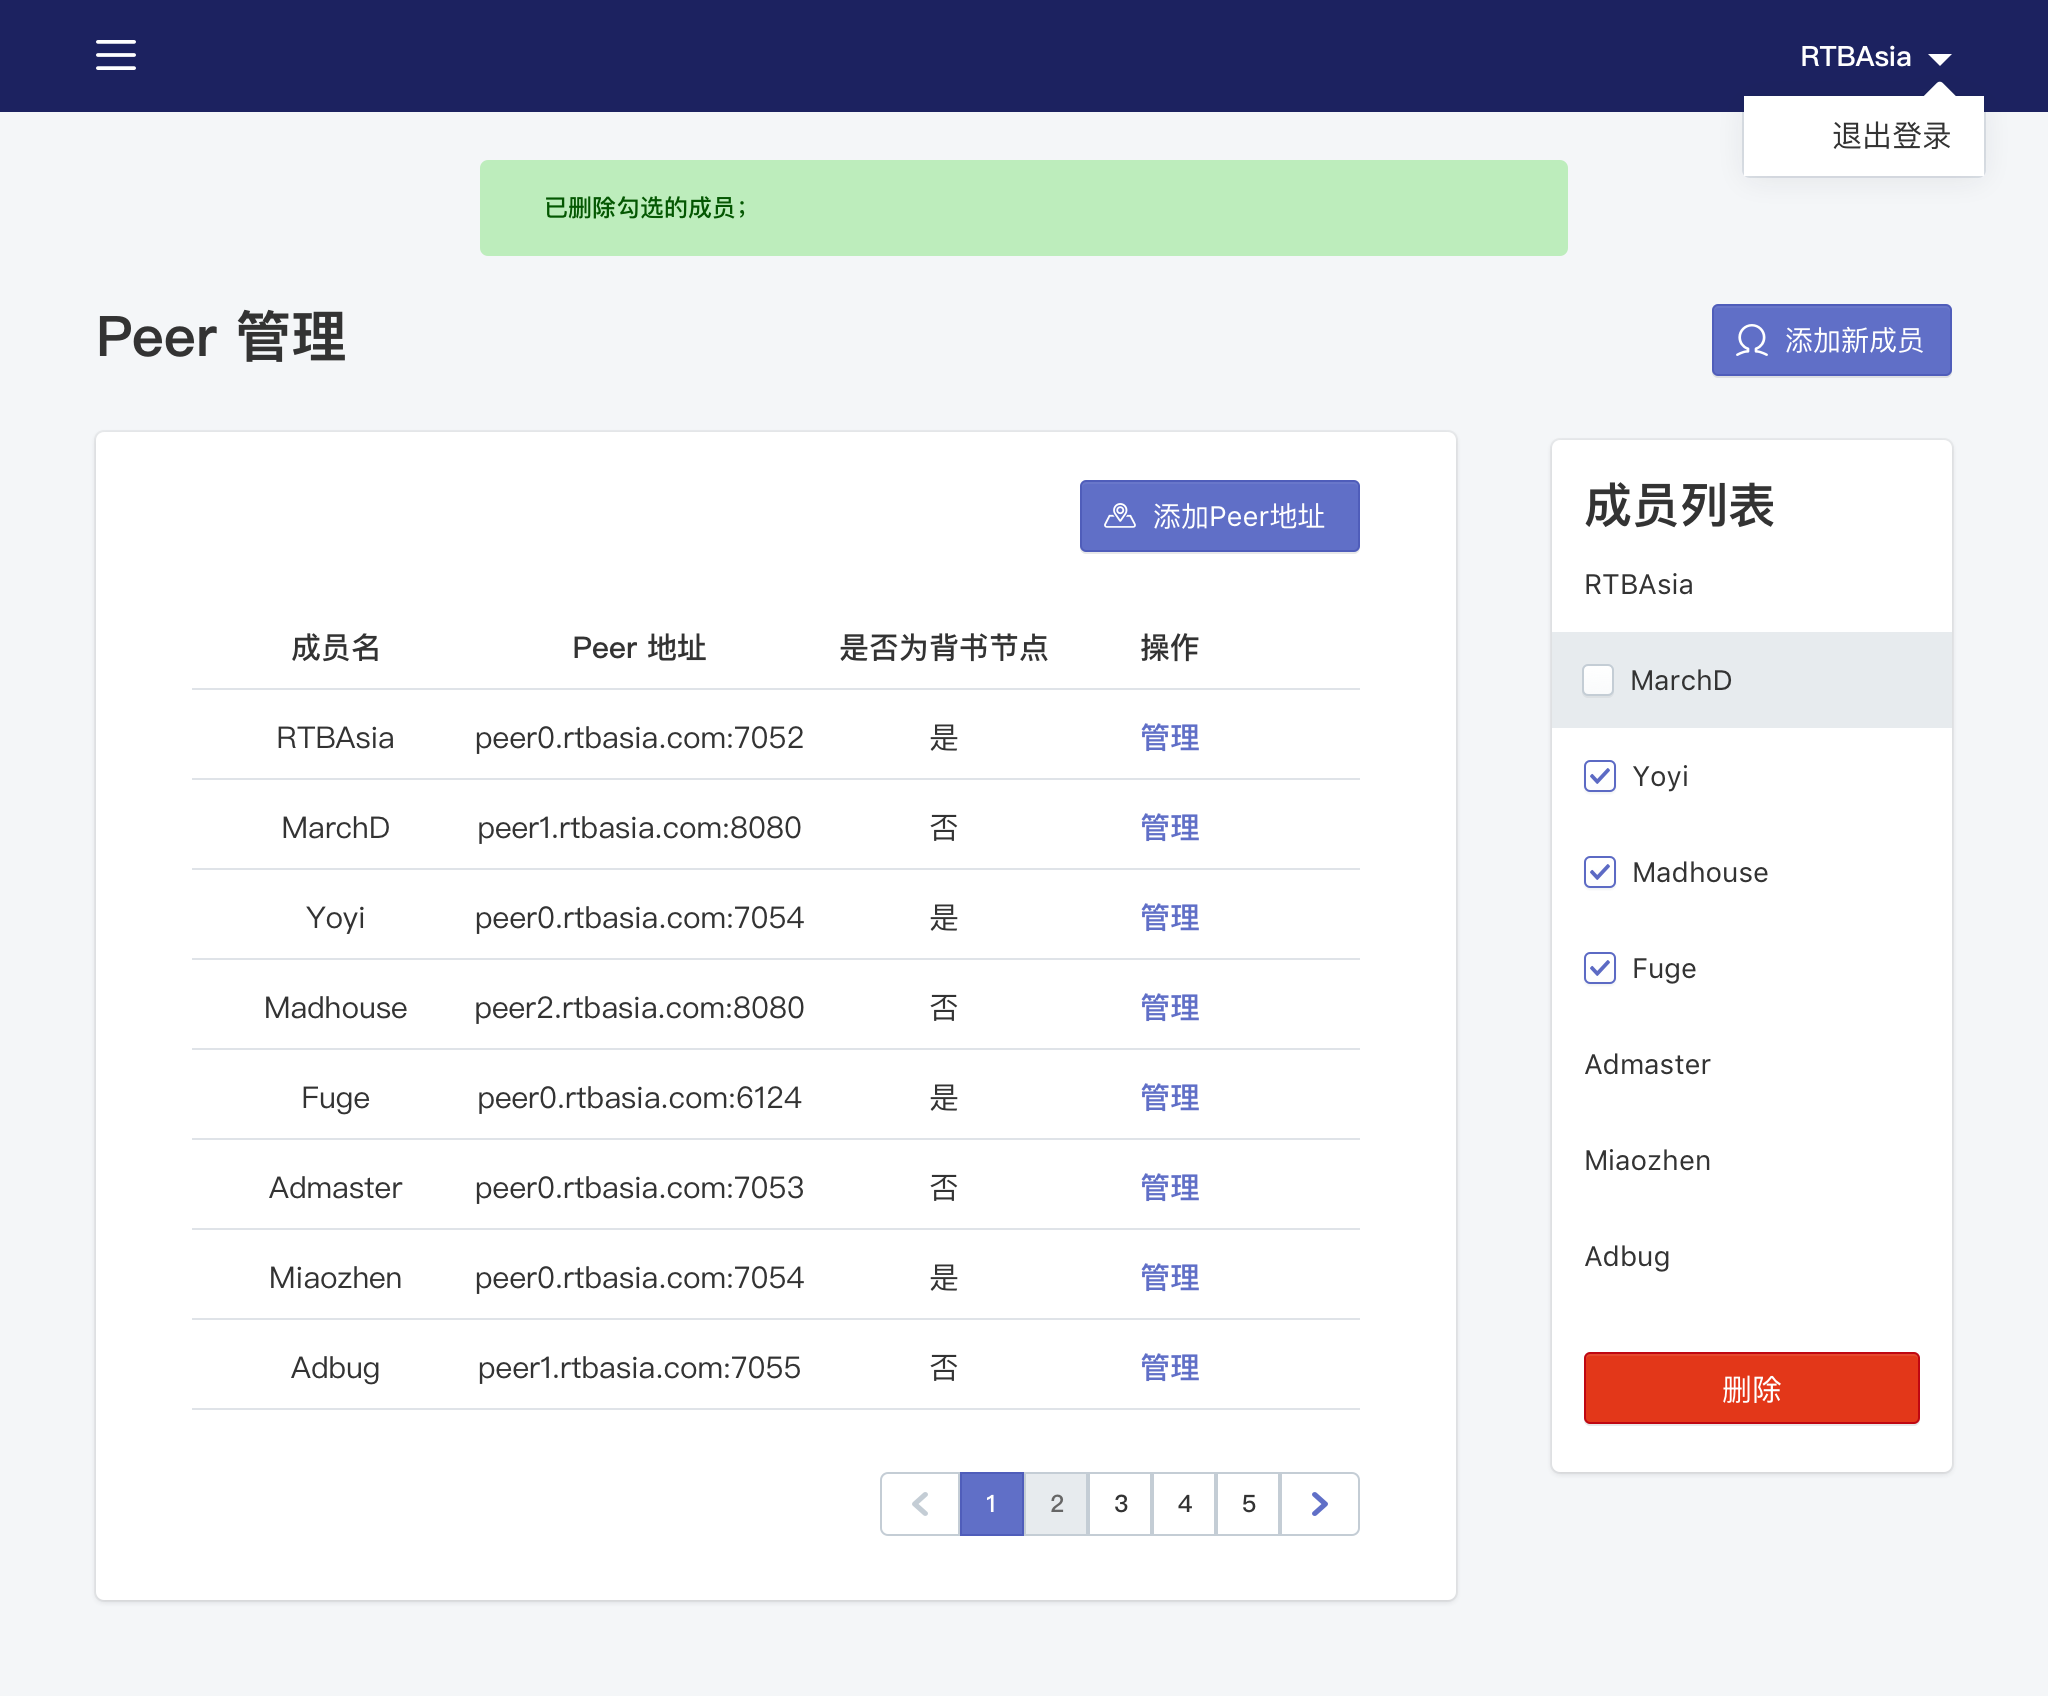 RTBAsia
退出登录
已删除勾选的成员；
Peer 管理
添加新成员
添加Peer地址
成员名 Peer 地址 是否为背书节点 操作
RTBAsia peer0.rtbasia.com:7052 是 管理
MarchD peer1.rtbasia.com:8080 否 管理
Yoyi peer0.rtbasia.com:7054 是 管理
Madhouse peer2.rtbasia.com:8080 否 管理
Fuge peer0.rtbasia.com:6124 是 管理
Admaster peer0.rtbasia.com:7053 否 管理
Miaozhen peer0.rtbasia.com:7054 是 管理
Adbug peer1.rtbasia.com:7055 否 管理
1 2 3 4 5
成员列表
RTBAsia
MarchD
Yoyi
Madhouse
Fuge
Admaster
Miaozhen
Adbug
删除